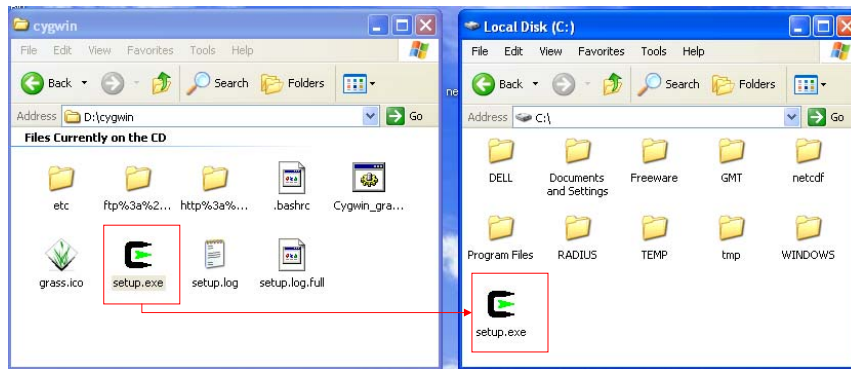 cygwin
File Edit View Favorites Tools Help
Back Search Folders
Address D:\cygwin Go
Files Currently on the CD
etc ftp%3a%2... http%3a%... .bashrc Cygwin_gra...
grass.ico setup.exe setup.log setup.log.full
ne
Local Disk (C:)
File Edit View Favorites Tools Help
Back Search Folders
Address C:\ Go
DELL Documents and Settings Freeware GMT netcdf
Program Files RADIUS TEMP tmp WINDOWS
setup.exe